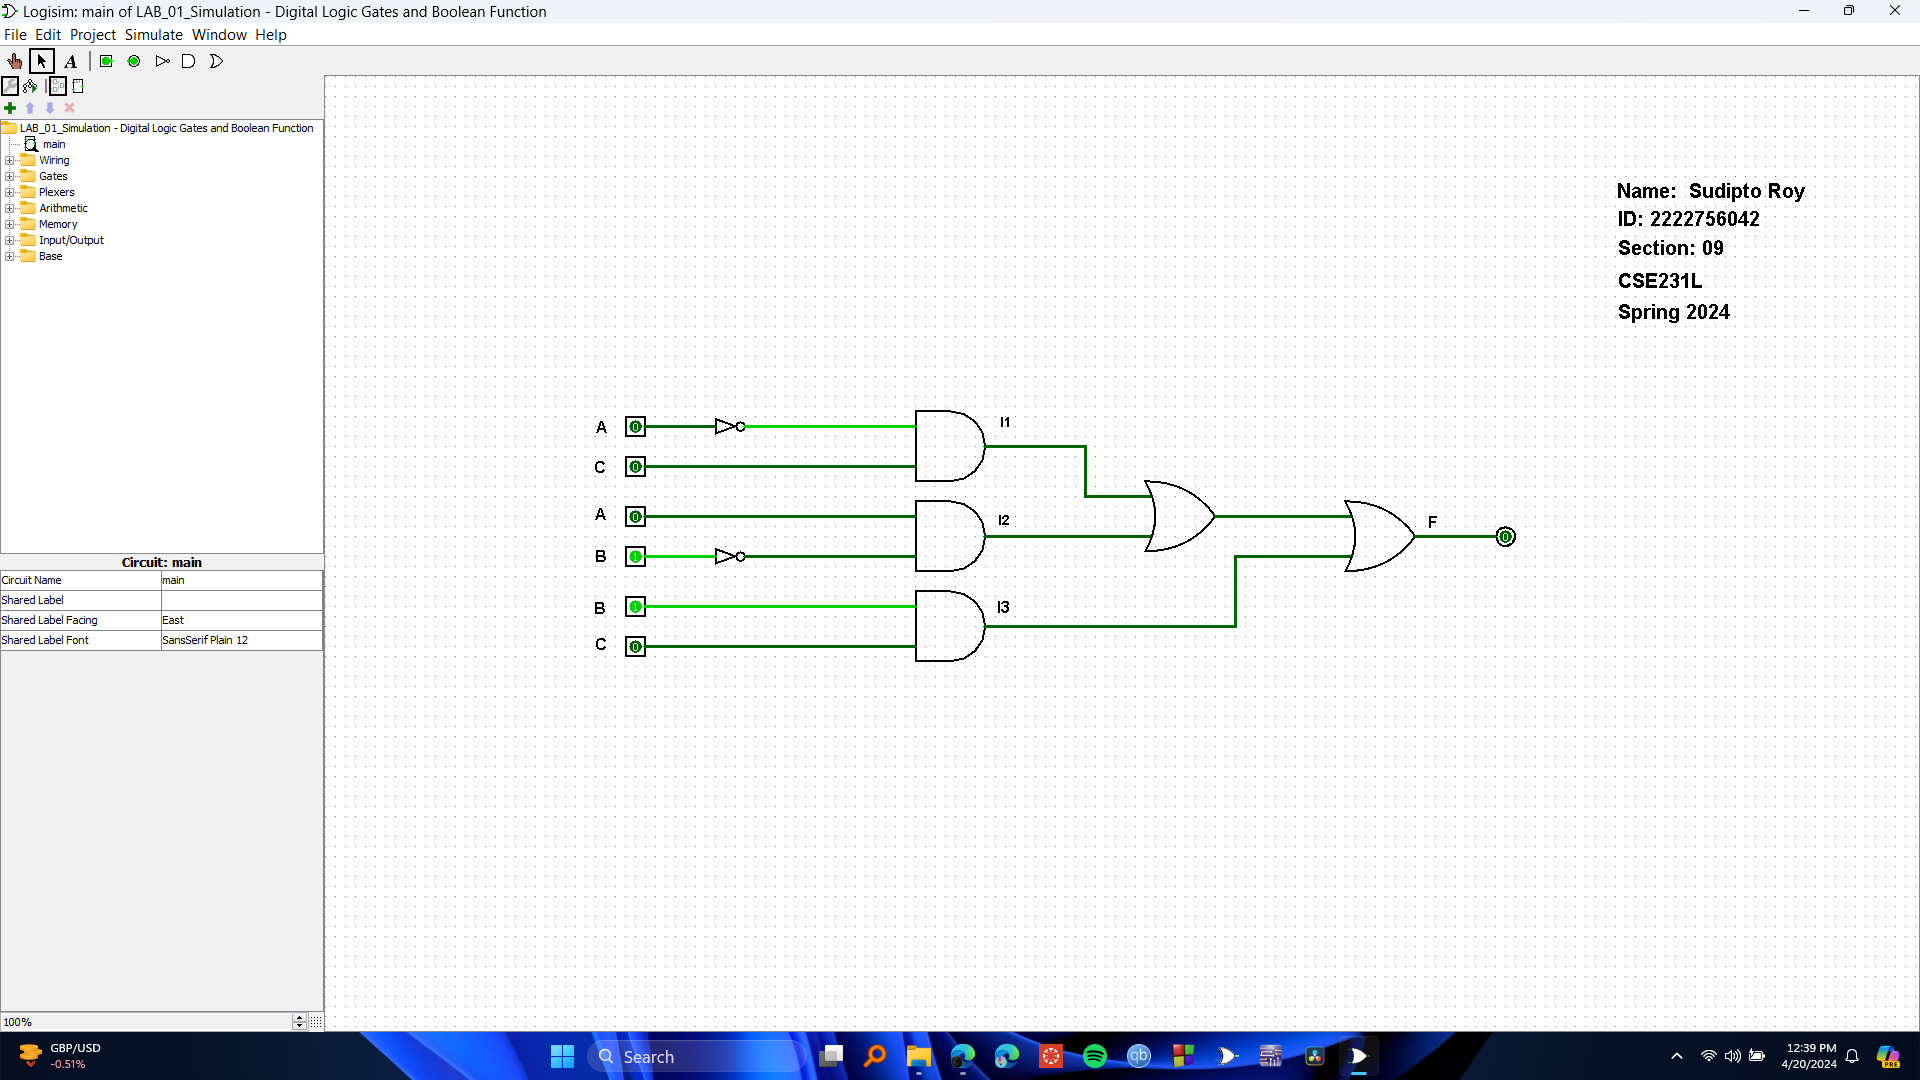 Logisim: main of LAB_01_Simulation - Digital Logic Gates and Boolean Function
File Edit Project Simulate Window Help
A
LAB_01_Simulation - Digital Logic Gates and Boolean Function
main
Wiring
Gates
Plexers
Arithmetic
Memory
Input/Output
Base
Circuit: main
Circuit Name main
Shared Label
Shared Label Facing East
Shared Label Font SansSerif Plain 12
100%
Name: Sudipto Roy
ID: 2222756042
Section: 09
CSE231L
Spring 2024
A 0 I1
C 0
A 0 I2
B 1
B 1 I3
C 0
F 0
GBP/USD
-0.51%
Search
qb
12:39 PM
4/20/2024
PRE